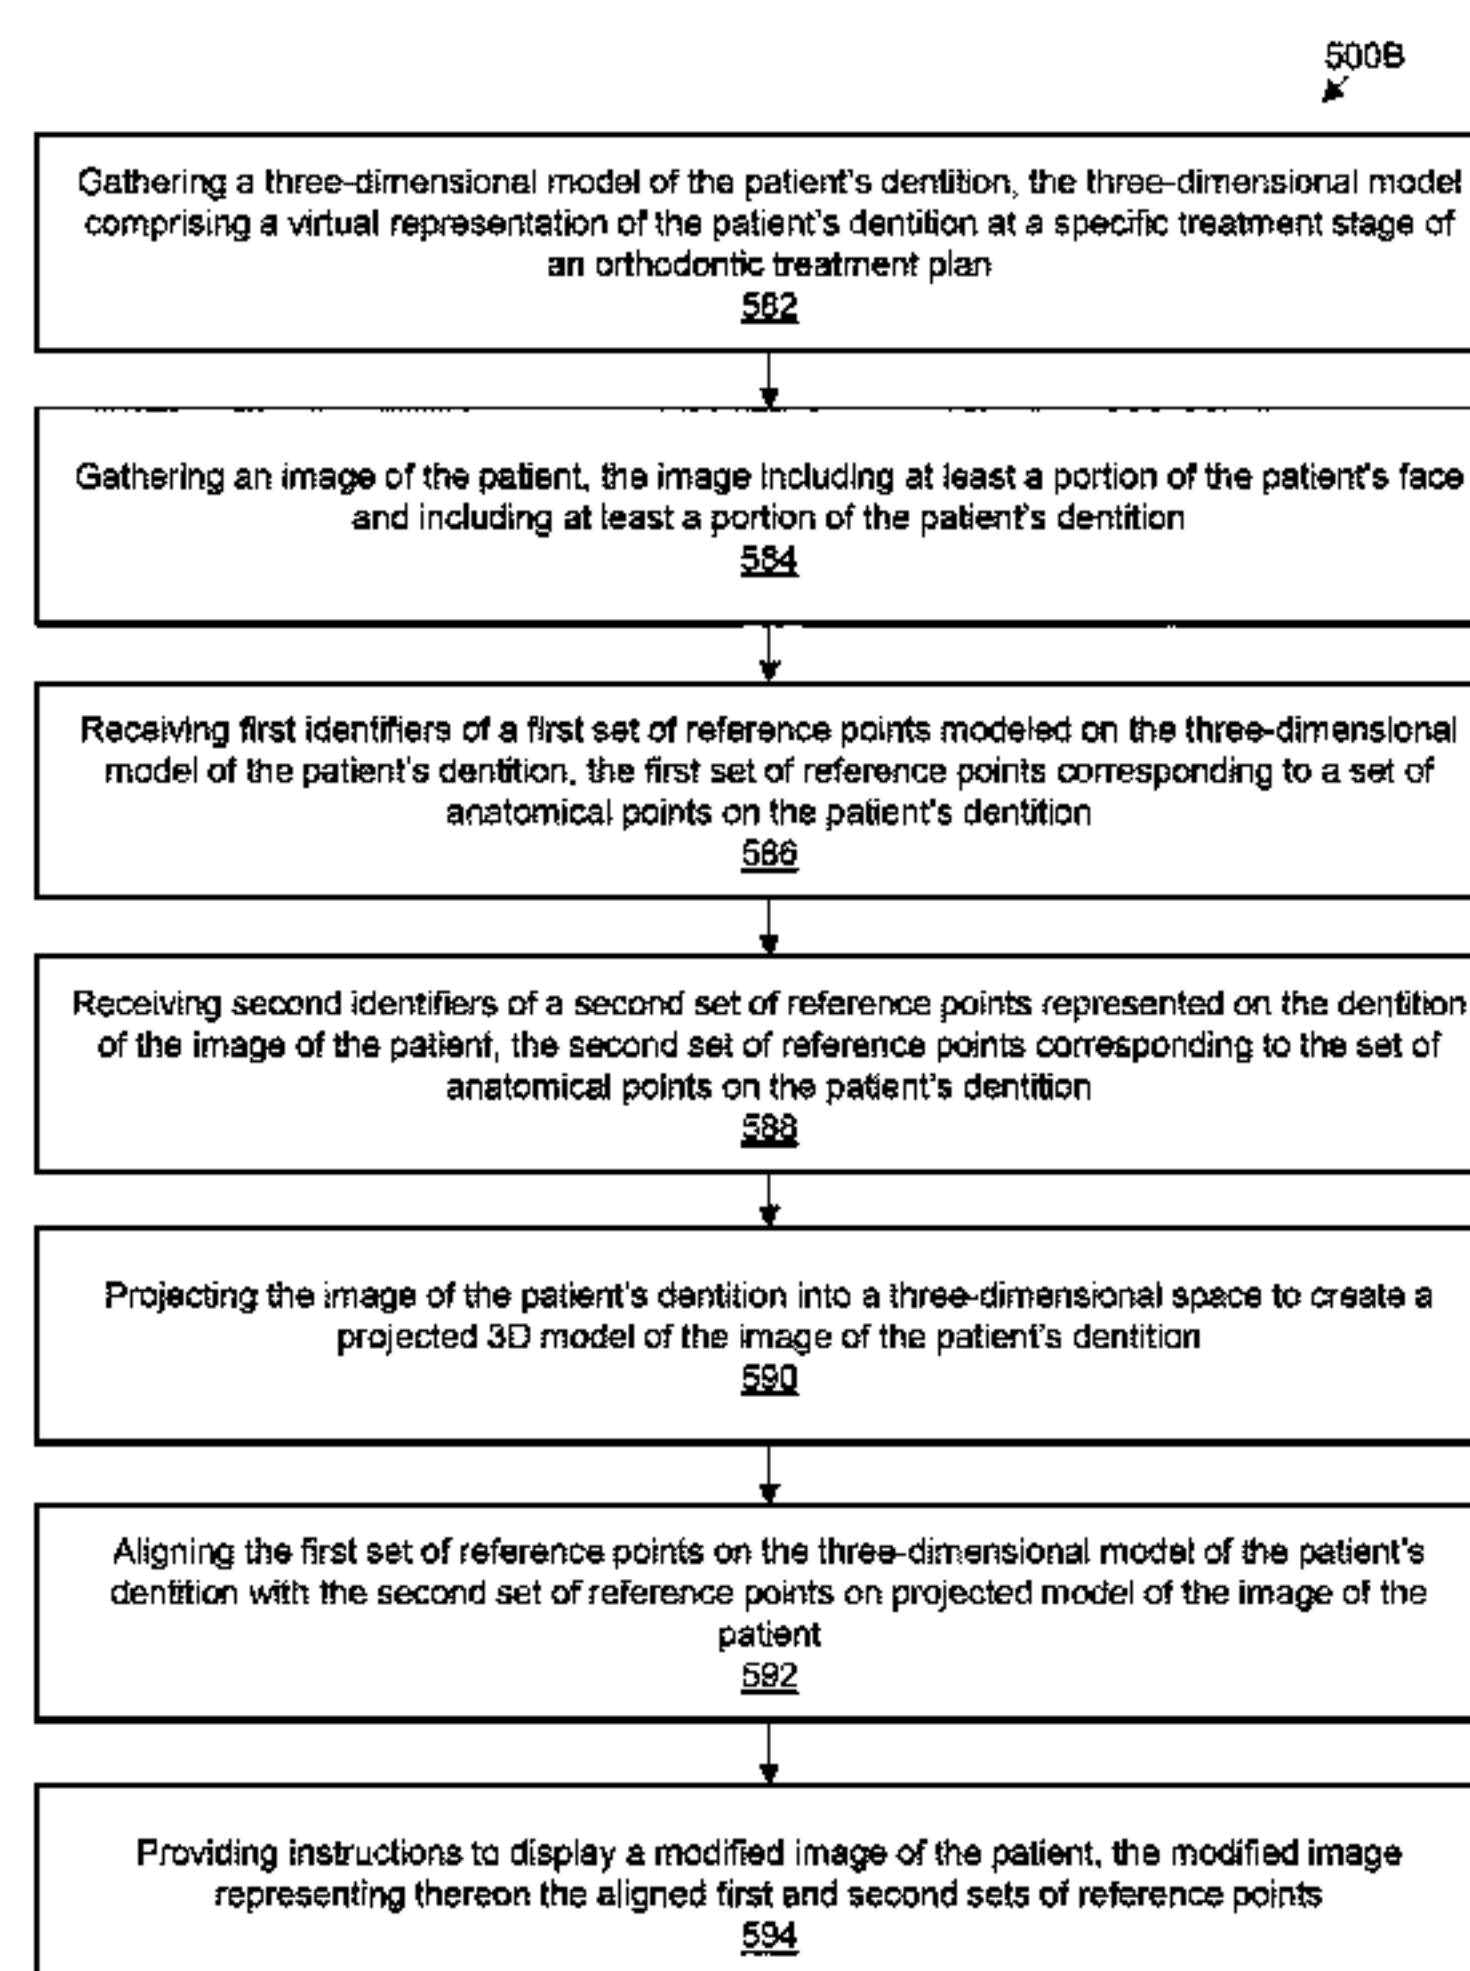 500B
Gathering a three-dimensional model of the patient's dentition, the three-dimensional model
comprising a virtual representation of the patient's dentition at a specific treatment stage of
an orthodontic treatment plan
582
Gathering an image of the patient, the image including at least a portion of the patient's face
and including at least a portion of the patient's dentition
584
Receiving first identifiers of a first set of reference points modeled on the three-dimensional
model of the patient's dentition, the first set of reference points corresponding to a set of
anatomical points on the patient's dentition
586
Receiving second identifiers of a second set of reference points represented on the dentition
of the image of the patient, the second set of reference points corresponding to the set of
anatomical points on the patient's dentition
588
Projecting the image of the patient's dentition into a three-dimensional space to create a
projected 3D model of the image of the patient's dentition
590
Aligning the first set of reference points on the three-dimensional model of the patient's
dentition with the second set of reference points on projected model of the image of the
patient
592
Providing instructions to display a modified image of the patient, the modified image
representing thereon the aligned first and second sets of reference points
594